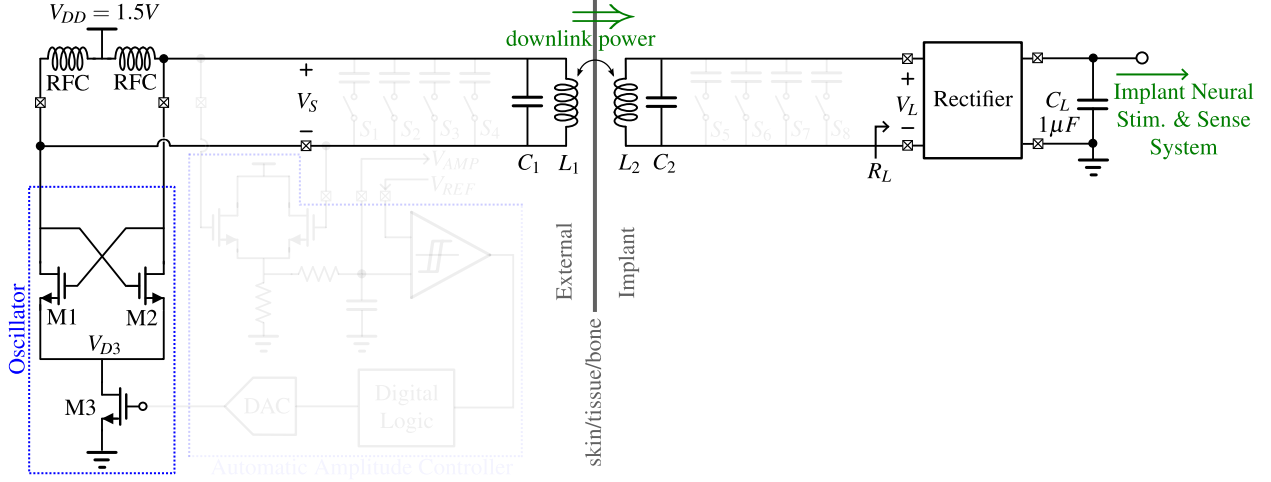 V_DD = 1.5V
RFC
RFC
downlink power
V_S
S_1
S_2
S_3
S_4
C_1
L_1
L_2
C_2
S_5
S_6
S_7
S_8
R_L
V_L
Rectifier
C_L
1μF
Implant Neural
Stim. & Sense
System
V_AMP
V_REF
External
Implant
skin/tissue/bone
Oscillator
M1
M2
V_D3
M3
DAC
Digital
Logic
Automatic Amplitude Controller